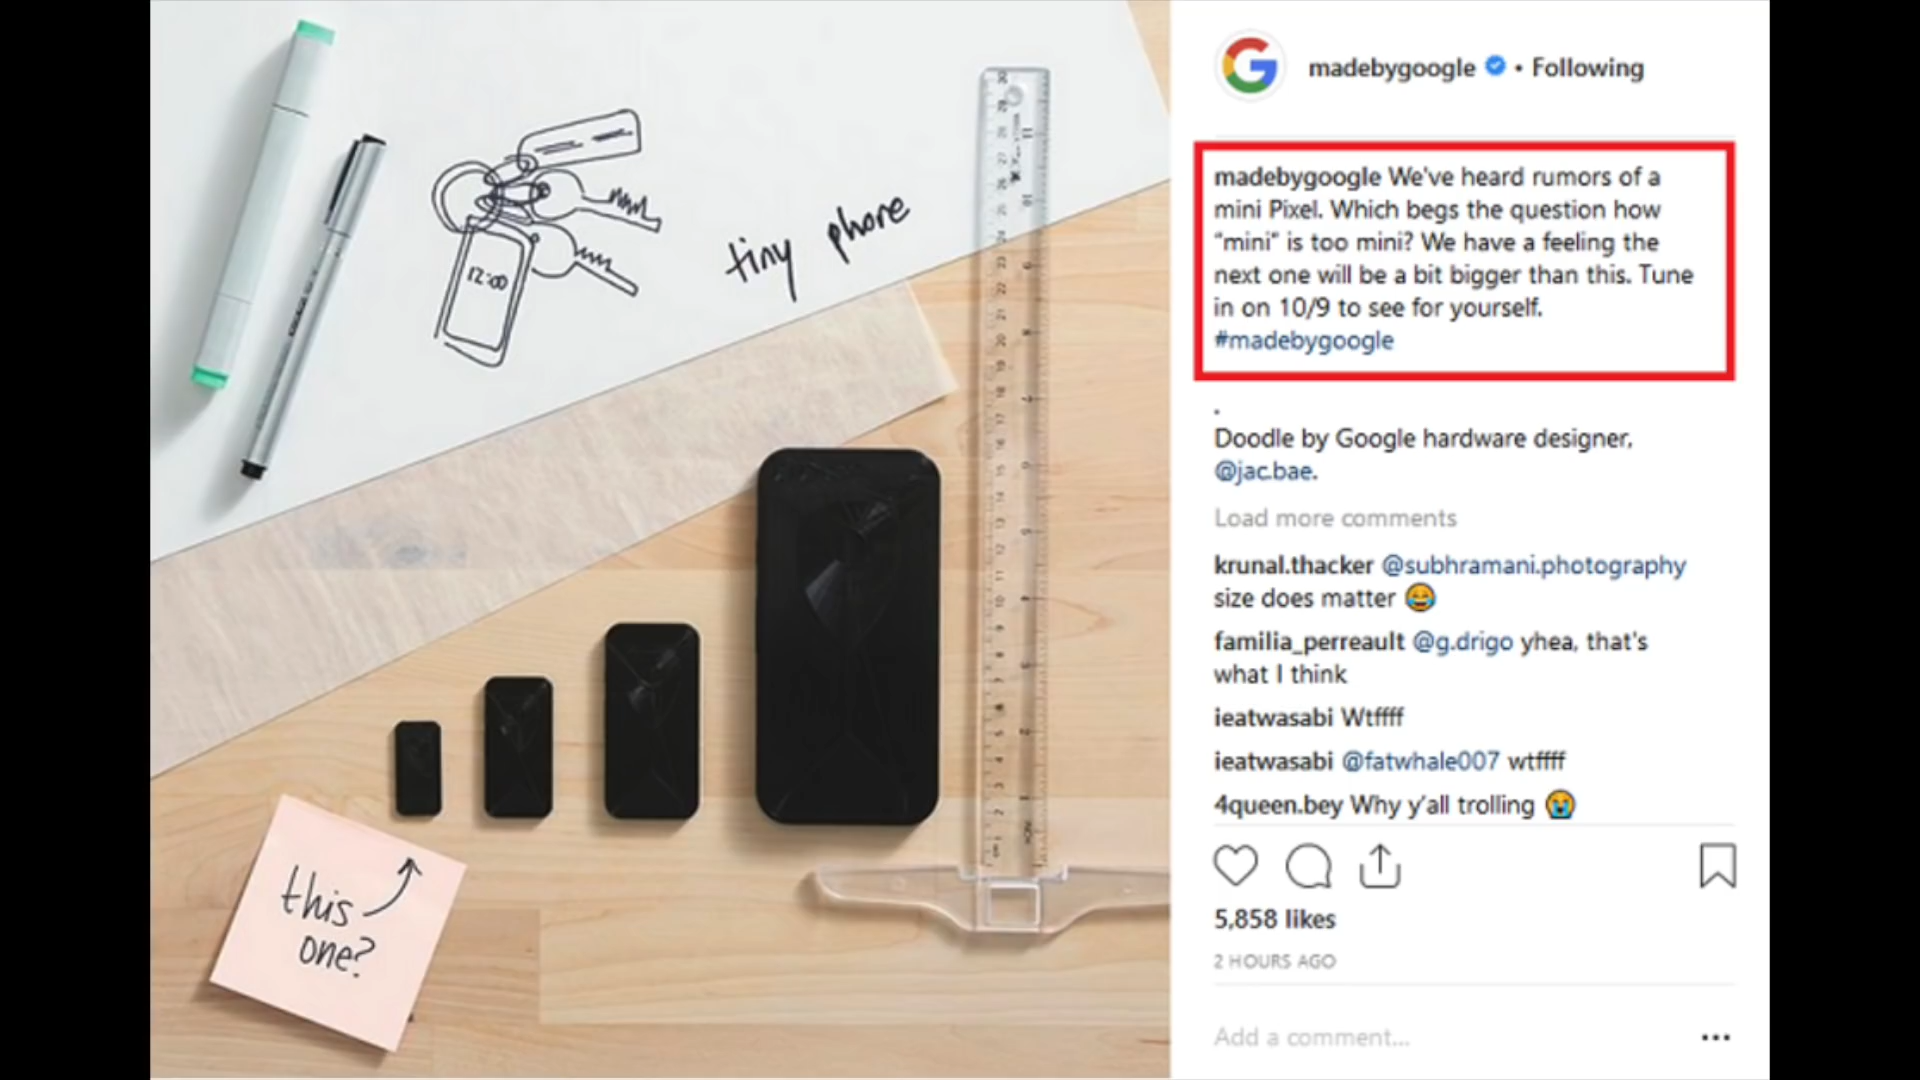 12:00
tiny phone
this
one?
madebygoogle • Following
madebygoogle We've heard rumors of a
mini Pixel. Which begs the question how
“mini” is too mini? We have a feeling the
next one will be a bit bigger than this. Tune
in on 10/9 to see for yourself.
#madebygoogle
.
Doodle by Google hardware designer,
@jac.bae.
Load more comments
krunal.thacker @subhramani.photography
size does matter 😂
familia_perreault @g.drigo yhea, that's
what I think
ieatwasabi Wtffff
ieatwasabi @fatwhale007 wtffff
4queen.bey Why y’all trolling 😭
5,858 likes
2 HOURS AGO
Add a comment...